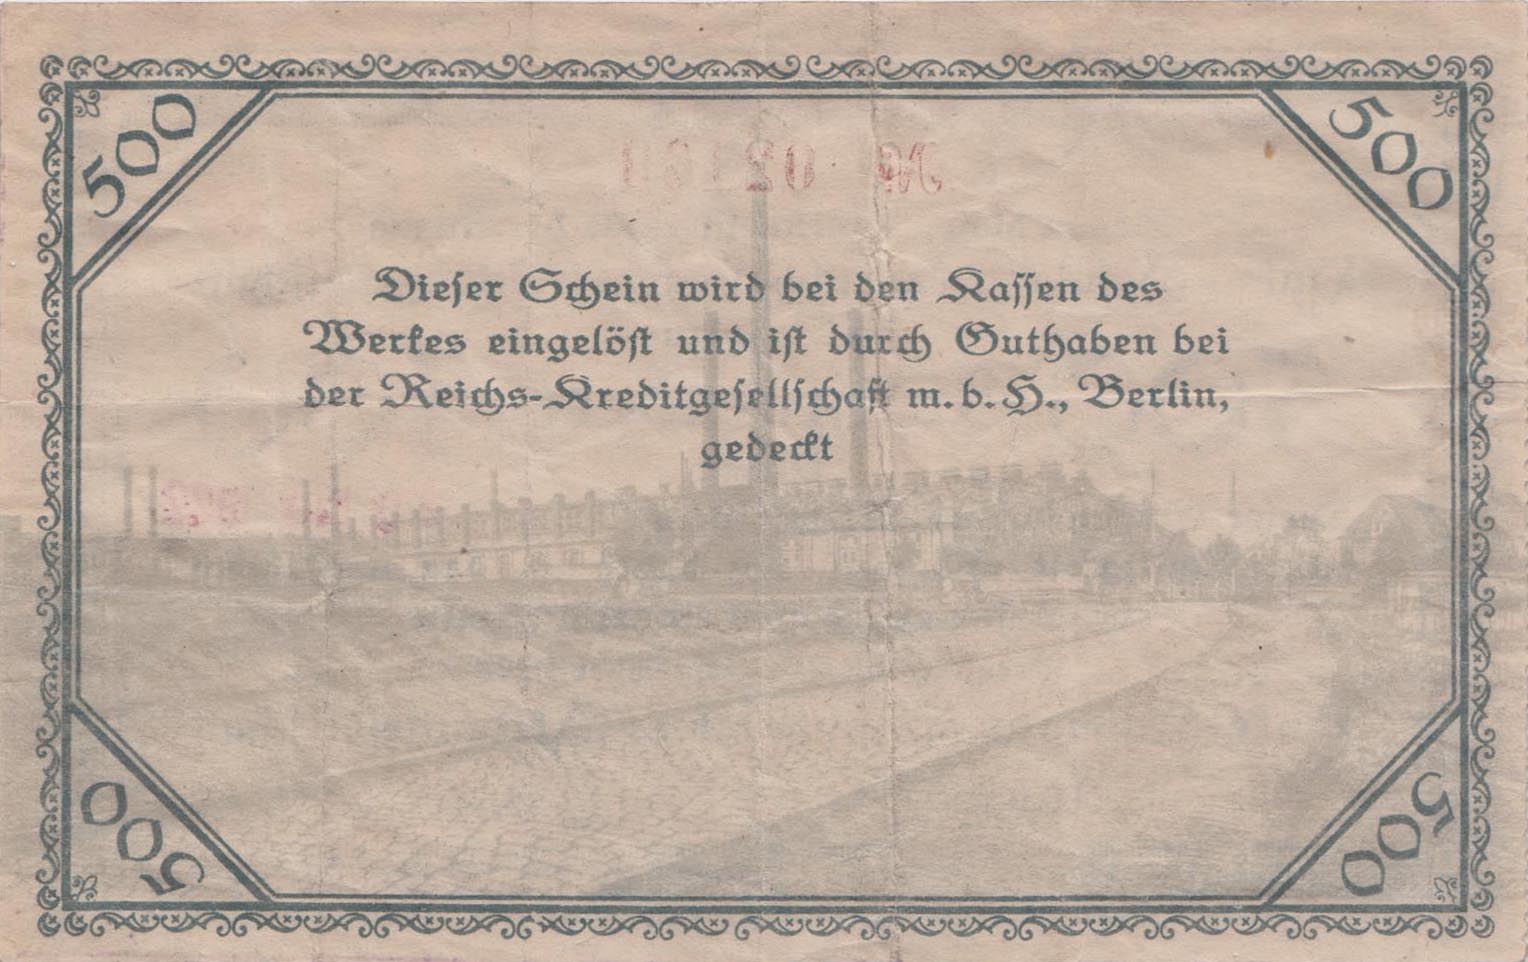 500
500
Dieser Schein wird bei den Kassen des
Werkes eingelöst und ist durch Guthaben bei
der Reichs-Kreditgesellschaft m. b. H., Berlin,
gedeckt
500
500